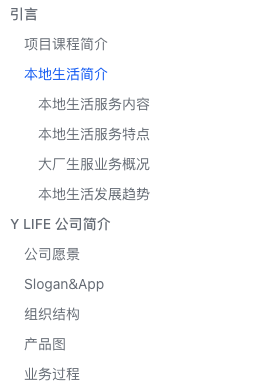 引言
项目课程简介
本地生活简介
本地生活服务内容
本地生活服务特点
大厂生服业务概况
本地生活发展趋势
Y LIFE 公司简介
公司愿景
Slogan&App
组织结构
产品图
业务过程